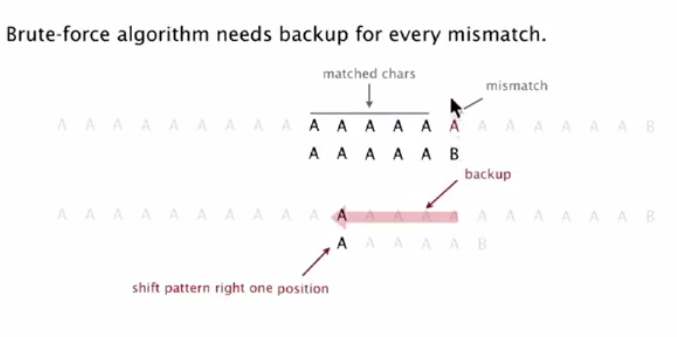 Brute-force algorithm needs backup for every mismatch.
matched chars
mismatch
A A A A A A A A A A A A A A A A A A A A A B
A A A A A B
backup
A A A A A A A A A A A A A A A A A A A A A B
A A A A A B
shift pattern right one position